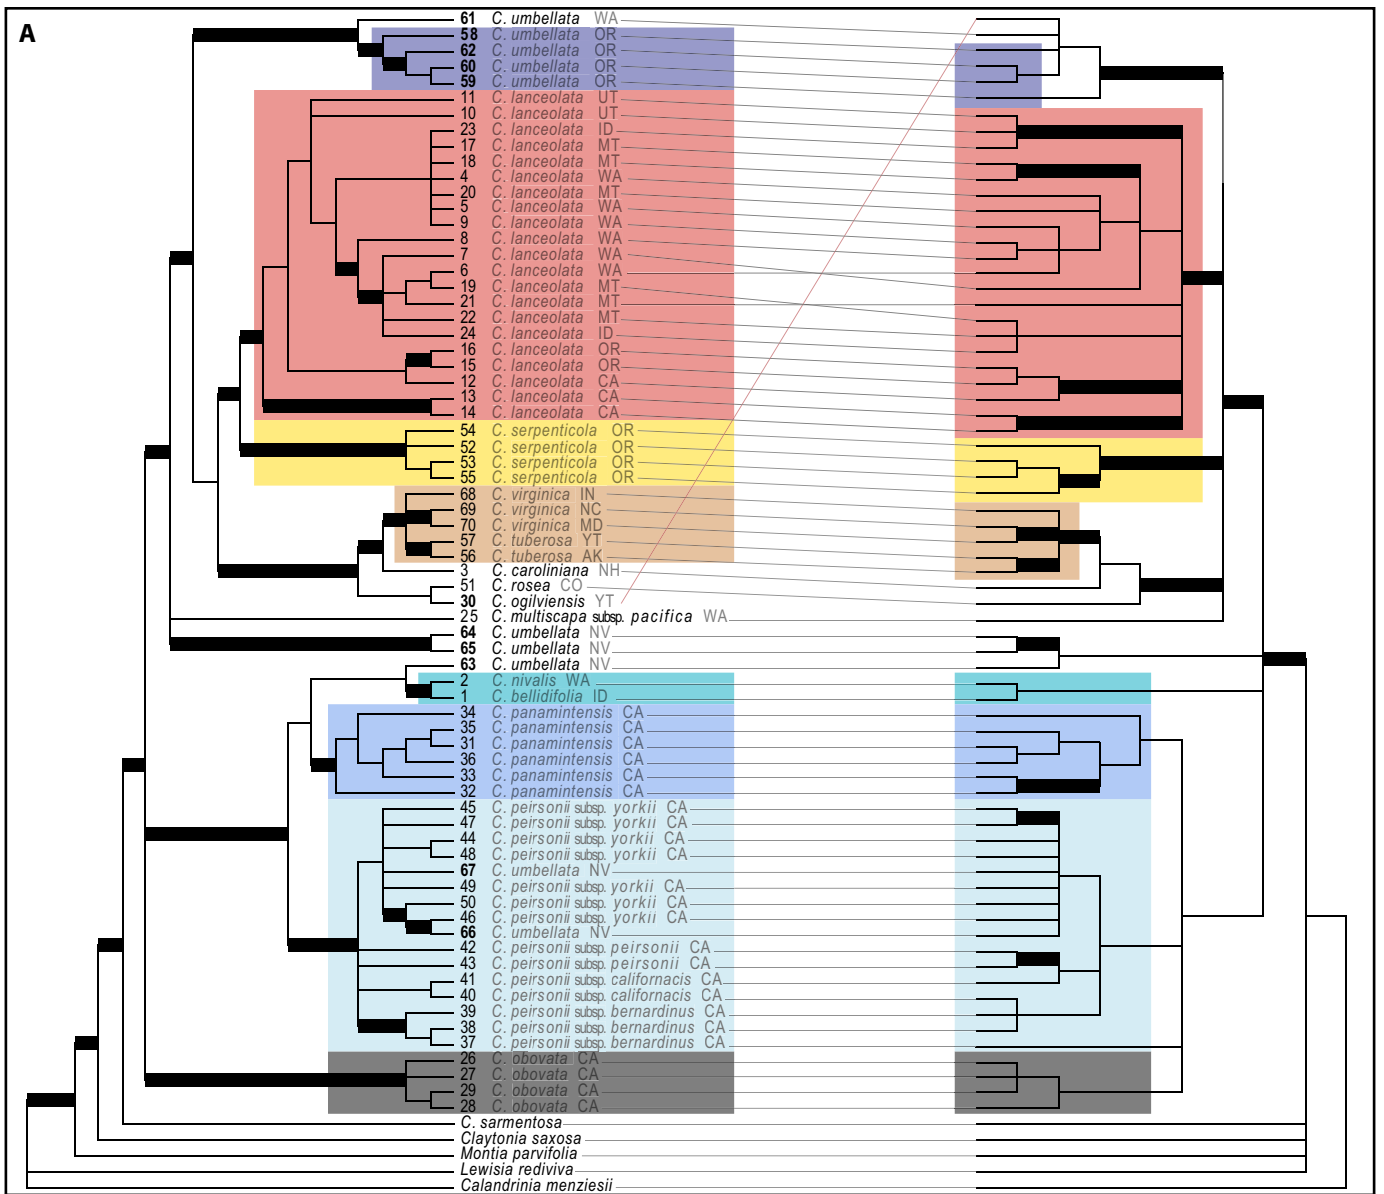 A
61 C. umbellata WA
58 C. umbellata OR
62 C. umbellata OR
60 C. umbellata OR
59 C. umbellata OR
11 C. lanceolata UT
10 C. lanceolata UT
23 C. lanceolata ID
17 C. lanceolata MT
18 C. lanceolata MT
4 C. lanceolata WA
20 C. lanceolata MT
5 C. lanceolata WA
9 C. lanceolata WA
8 C. lanceolata WA
7 C. lanceolata WA
6 C. lanceolata WA
19 C. lanceolata MT
21 C. lanceolata MT
22 C. lanceolata MT
24 C. lanceolata ID
16 C. lanceolata OR
15 C. lanceolata OR
12 C. lanceolata CA
13 C. lanceolata CA
14 C. lanceolata CA
54 C. serpenticola OR
52 C. serpenticola OR
53 C. serpenticola OR
55 C. serpenticola OR
68 C. virginica IN
69 C. virginica NC
70 C. virginica MD
57 C. tuberosa YT
56 C. tuberosa AK
3 C. caroliniana NH
51 C. rosea CO
30 C. ogilviensis YT
25 C. multiscapa subsp. pacifica WA
64 C. umbellata NV
65 C. umbellata NV
63 C. umbellata NV
2 C. nivalis WA
1 C. bellidifolia ID
34 C. panamintensis CA
35 C. panamintensis CA
31 C. panamintensis CA
36 C. panamintensis CA
33 C. panamintensis CA
32 C. panamintensis CA
45 C. peirsonii subsp. yorkii CA
47 C. peirsonii subsp. yorkii CA
44 C. peirsonii subsp. yorkii CA
48 C. peirsonii subsp. yorkii CA
67 C. umbellata NV
49 C. peirsonii subsp. yorkii CA
50 C. peirsonii subsp. yorkii CA
46 C. peirsonii subsp. yorkii CA
66 C. umbellata NV
42 C. peirsonii subsp. peirsonii CA
43 C. peirsonii subsp. peirsonii CA
41 C. peirsonii subsp. californacis CA
40 C. peirsonii subsp. californacis CA
39 C. peirsonii subsp. bernardinus CA
38 C. peirsonii subsp. bernardinus CA
37 C. peirsonii subsp. bernardinus CA
26 C. obovata CA
27 C. obovata CA
29 C. obovata CA
28 C. obovata CA
C. sarmentosa
Claytonia saxosa
Montia parvifolia
Lewisia rediviva
Calandrinia menziesii